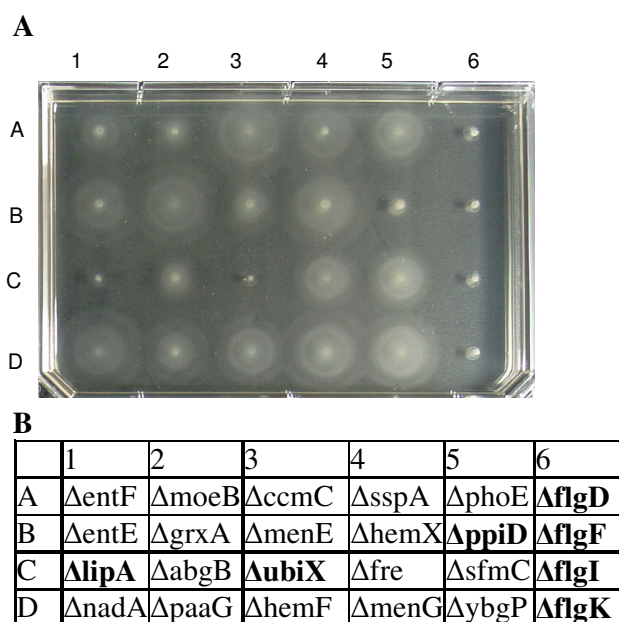 A
1 2 3 4 5 6
A
B
C
D
B
1 2 3 4 5 6
A ΔentF ΔmoeB ΔccmC ΔsspA ΔphoE ΔflgD
B ΔentE ΔgrxA ΔmenE ΔhemX ΔppiD ΔflgF
C ΔlipA ΔabgB ΔubiX Δfre ΔsfmC ΔflgI
D ΔnadA ΔpaaG ΔhemF ΔmenG ΔybgP ΔflgK